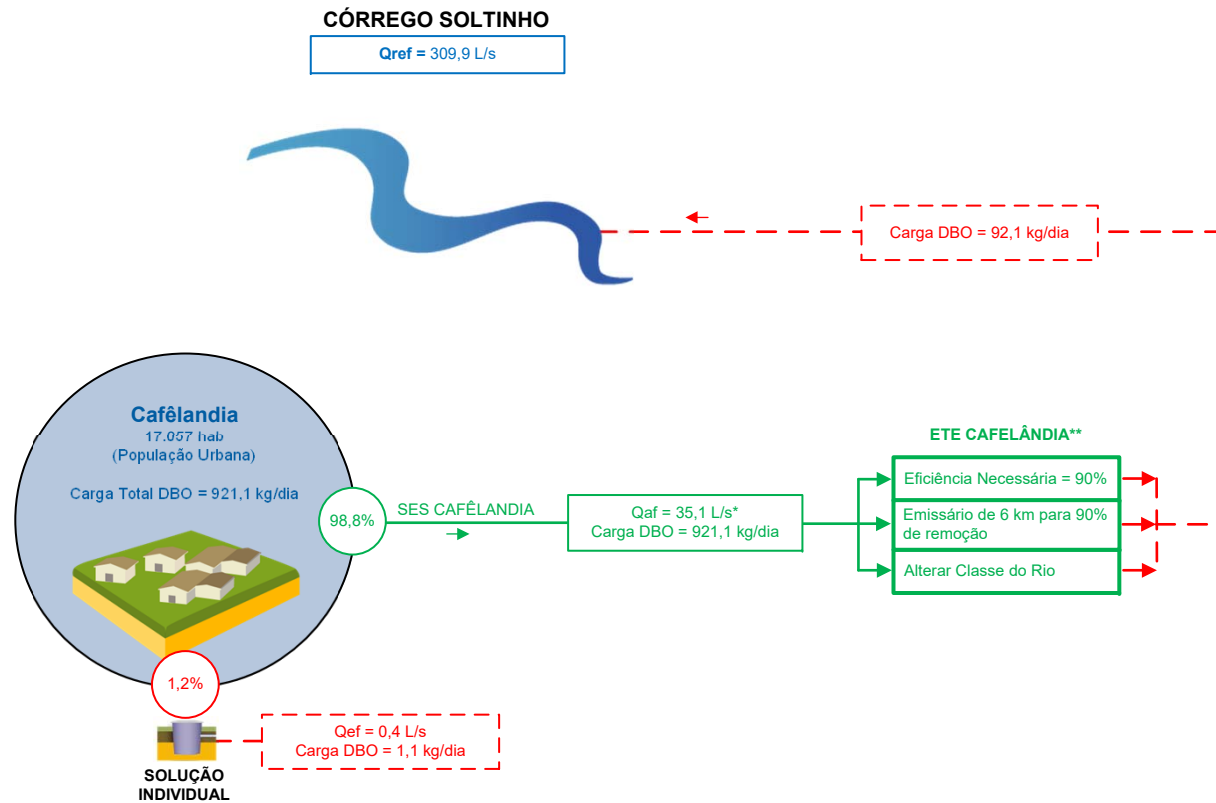 CÓRREGO SOLTINHO
Qref = 309,9 L/s
Carga DBO = 92,1 kg/dia
Cafêlandia
17.057 hab
(População Urbana)
Carga Total DBO = 921,1 kg/dia
98,8%
SES CAFÊLANDIA
Qaf = 35,1 L/s*
Carga DBO = 921,1 kg/dia
ETE CAFELÂNDIA**
Eficiência Necessária = 90%
Emissário de 6 km para 90%
de remoção
Alterar Classe do Rio
1,2%
Qef = 0,4 L/s
Carga DBO = 1,1 kg/dia
SOLUÇÃO
INDIVIDUAL